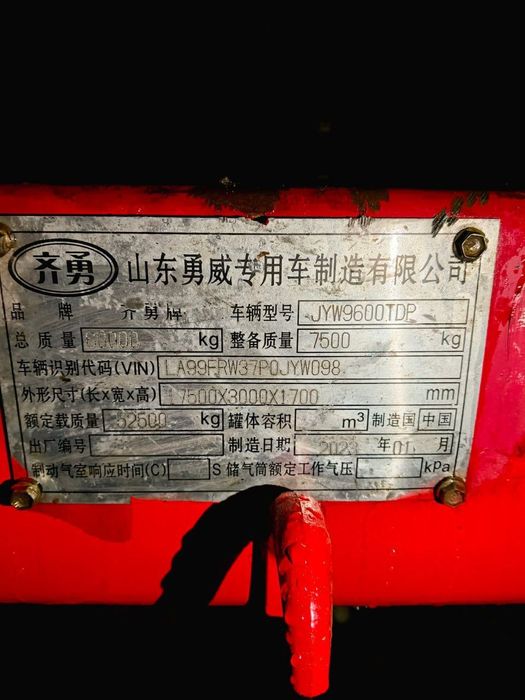 齐勇 山东勇威专用车制造有限公司
品牌 齐勇牌 车辆型号 JYW9600TDP
总质量 60000 kg 整备质量 7500 kg
车辆识别代码(VIN) LA99FRW37P0JYW098
外形尺寸(长x宽x高) 17500X3000X1700 mm
额定载质量 52500 kg 罐体容积 m³ 制造国 中国
出厂编号 制造日期 2023 年 01 月
制动气室响应时间(C) S 储气筒额定工作气压 kPa